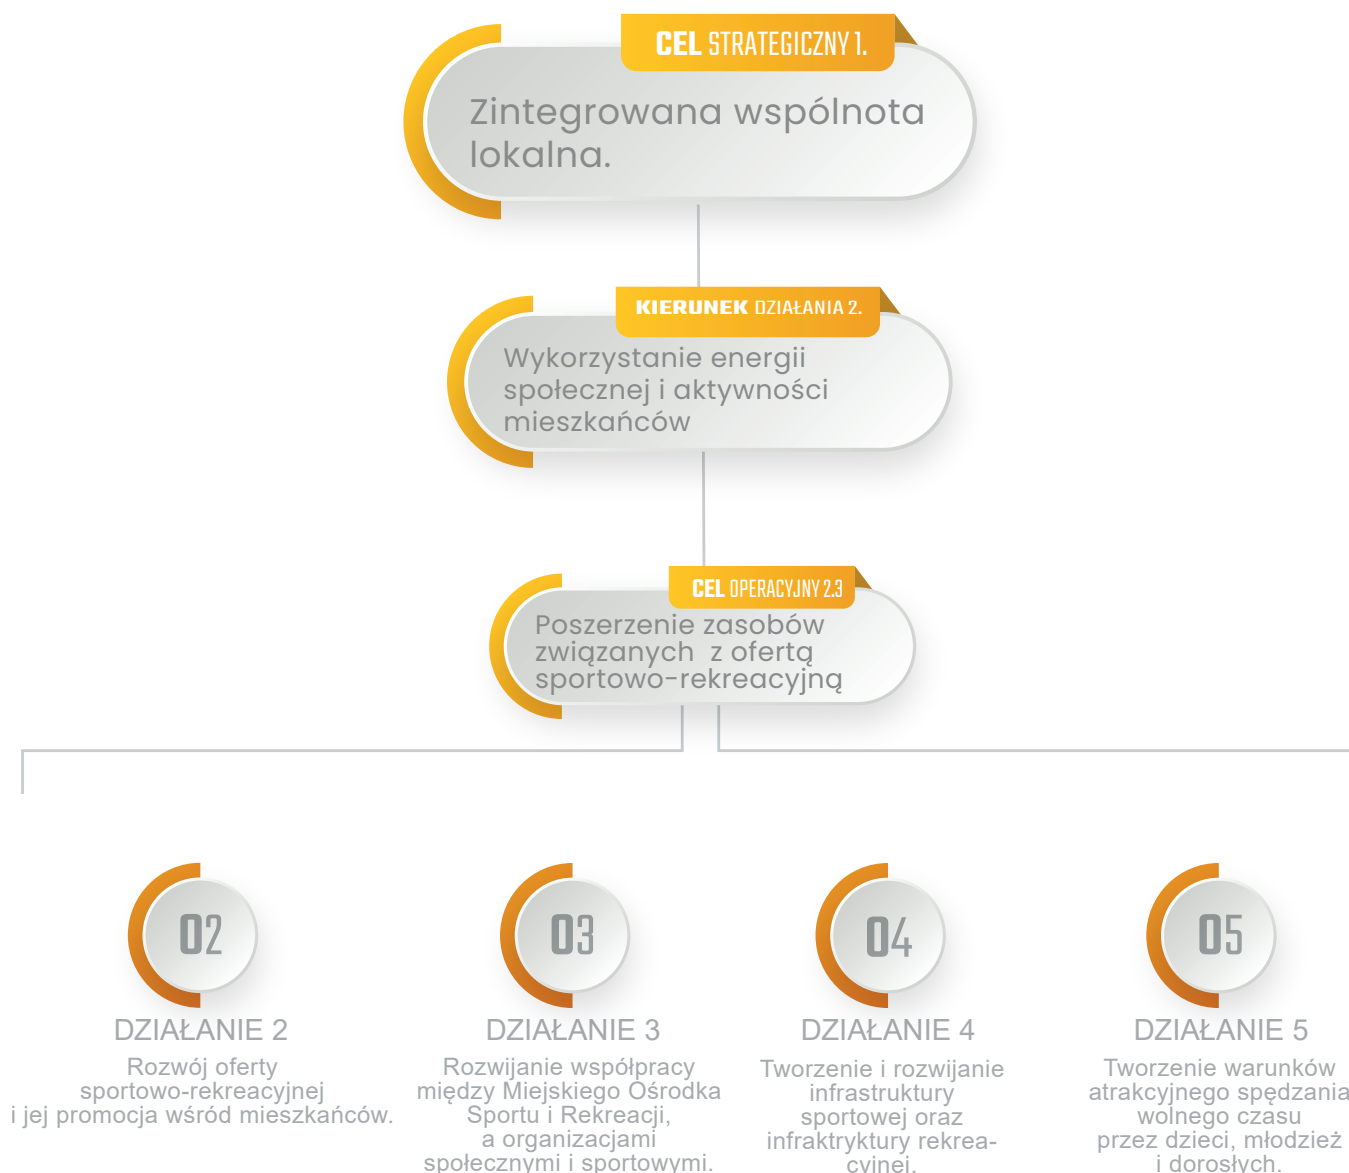 CEL STRATEGICZNY 1.
Zintegrowana wspólnota
lokalna.
KIERUNEK DZIAŁANIA 2.
Wykorzystanie energii
społecznej i aktywności
mieszkańców
CEL OPERACYJNY 2.3
Poszerzenie zasobów
związanych z ofertą
sportowo-rekreacyjną
02
DZIAŁANIE 2
Rozwój oferty
sportowo-rekreacyjnej
i jej promocja wśród mieszkańców.
03
DZIAŁANIE 3
Rozwijanie współpracy
między Miejskiego Ośrodka
Sportu i Rekreacji,
a organizacjami
społecznymi i sportowymi.
04
DZIAŁANIE 4
Tworzenie i rozwijanie
infrastruktury
sportowej oraz
infraktryktury rekrea-
cyjnej.
05
DZIAŁANIE 5
Tworzenie warunków
atrakcyjnego spędzania
wolnego czasu
przez dzieci, młodzież
i dorosłych.